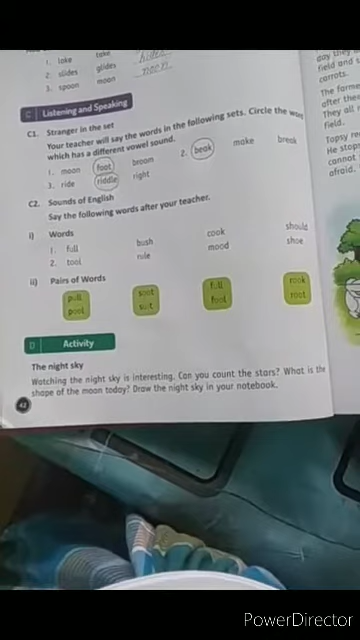 1. lake take
2. slides glides
3. spoon moon noon
C Listening and Speaking
C1. Stranger in the set
Your teacher will say the words in the following sets. Circle the word
which has a different vowel sound.
1. moon foot broom 2. beak make break
3. ride riddle right
C2. Sounds of English
Say the following words after your teacher.
i) Words
1. full bush cook should
2. tool rule mood shoe
ii) Pairs of Words
pull soot full rook
pool suit fool root
D Activity
The night sky
Watching the night sky is interesting. Can you count the stars? What is the
shape of the moon today? Draw the night sky in your notebook.
42
day they
field and s
carrots.
The farme
after the
They all r
field.
Topsy re
He stop
cannot
afraid.
PowerDirector